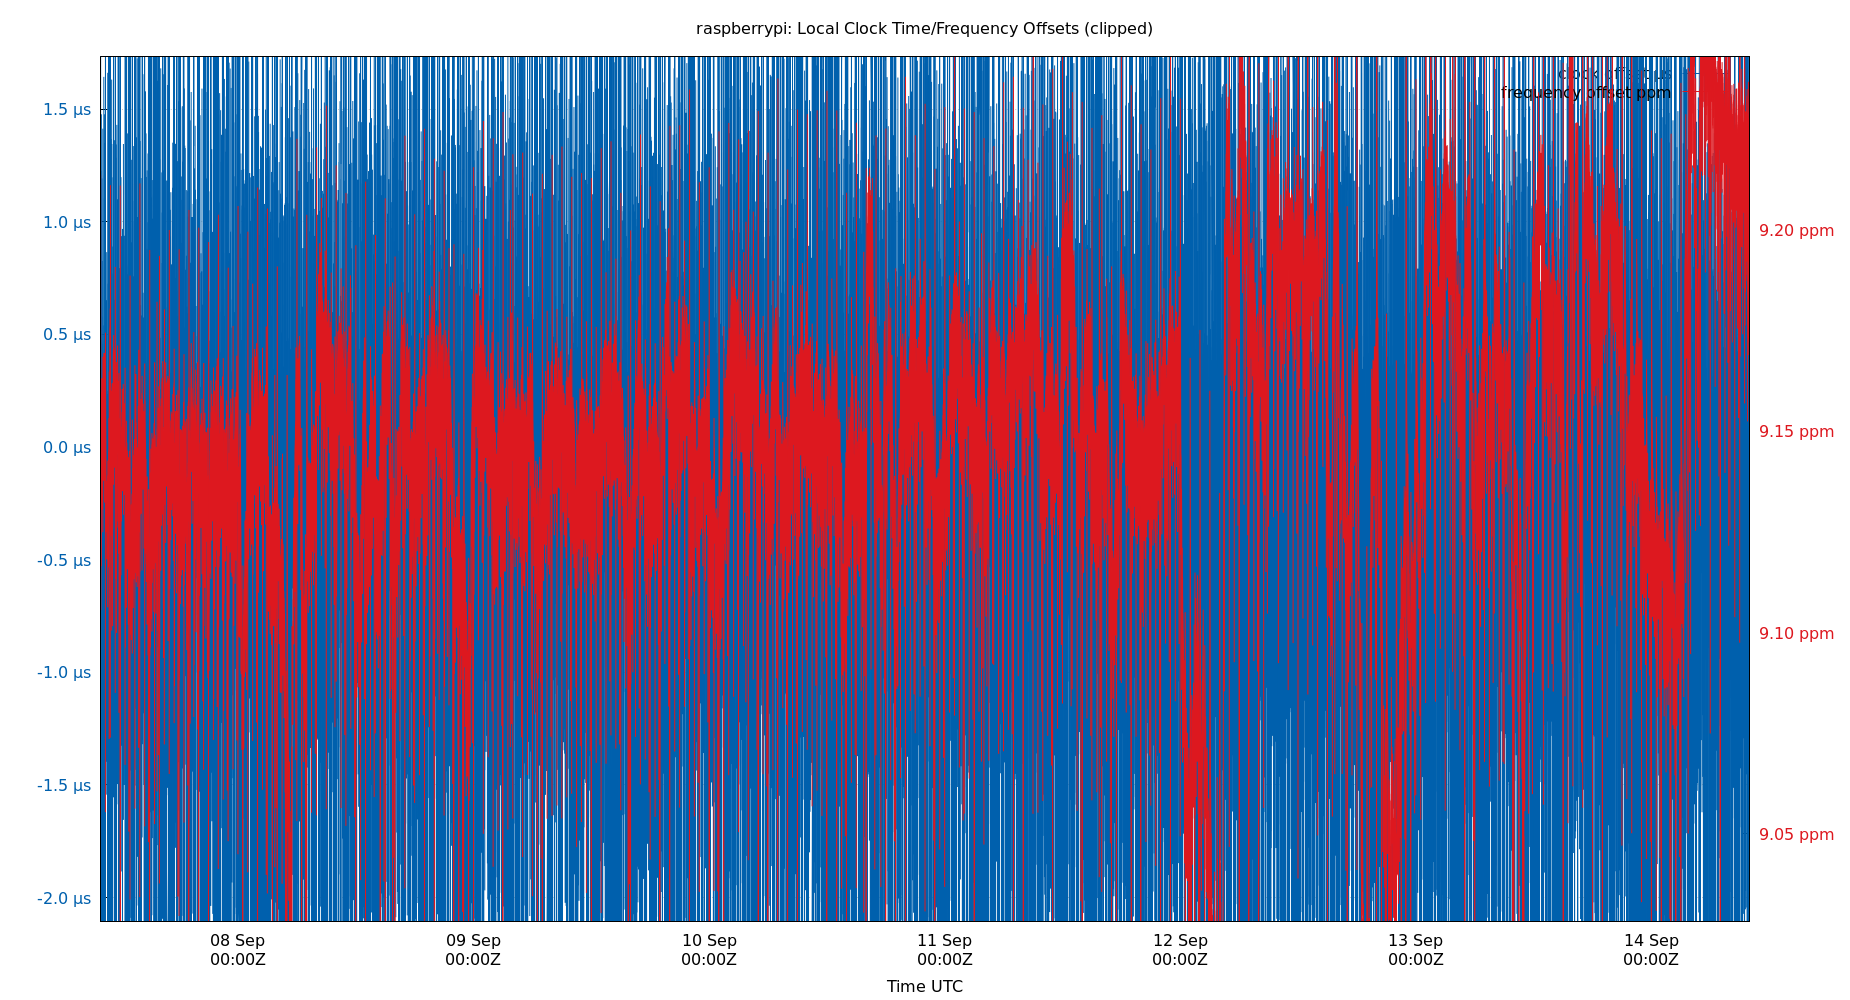 raspberrypi: Local Clock Time/Frequency Offsets (clipped)
clock offset µs
frequency offset ppm
1.5 µs
1.0 µs
0.5 µs
0.0 µs
-0.5 µs
-1.0 µs
-1.5 µs
-2.0 µs
9.20 ppm
9.15 ppm
9.10 ppm
9.05 ppm
08 Sep
00:00Z
09 Sep
00:00Z
10 Sep
00:00Z
11 Sep
00:00Z
12 Sep
00:00Z
13 Sep
00:00Z
14 Sep
00:00Z
Time UTC